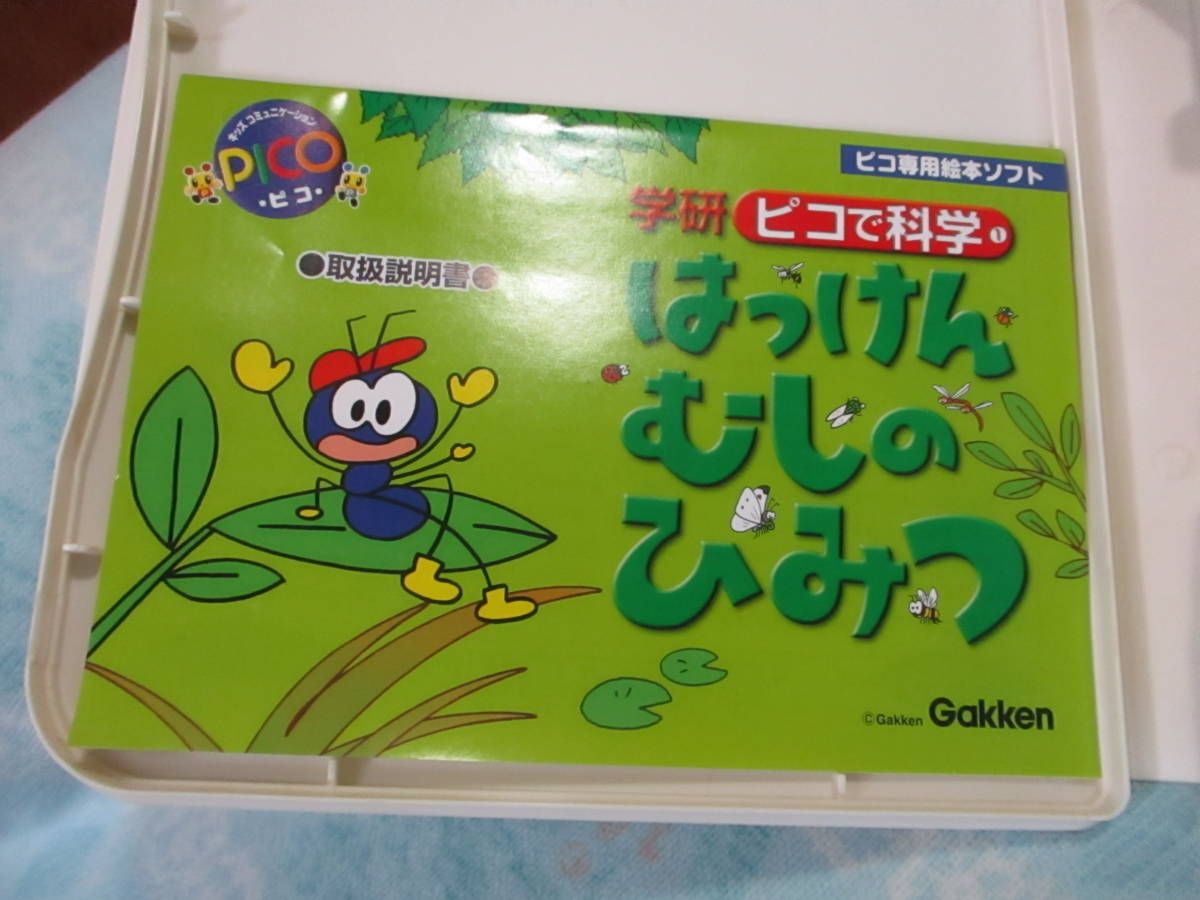 キッズ コミュニケーション
PICO
・ピコ・
●取扱説明書●
ピコ専用絵本ソフト
学研 ピコで科学・1
はっけん
むしの
ひみつ
©Gakken Gakken